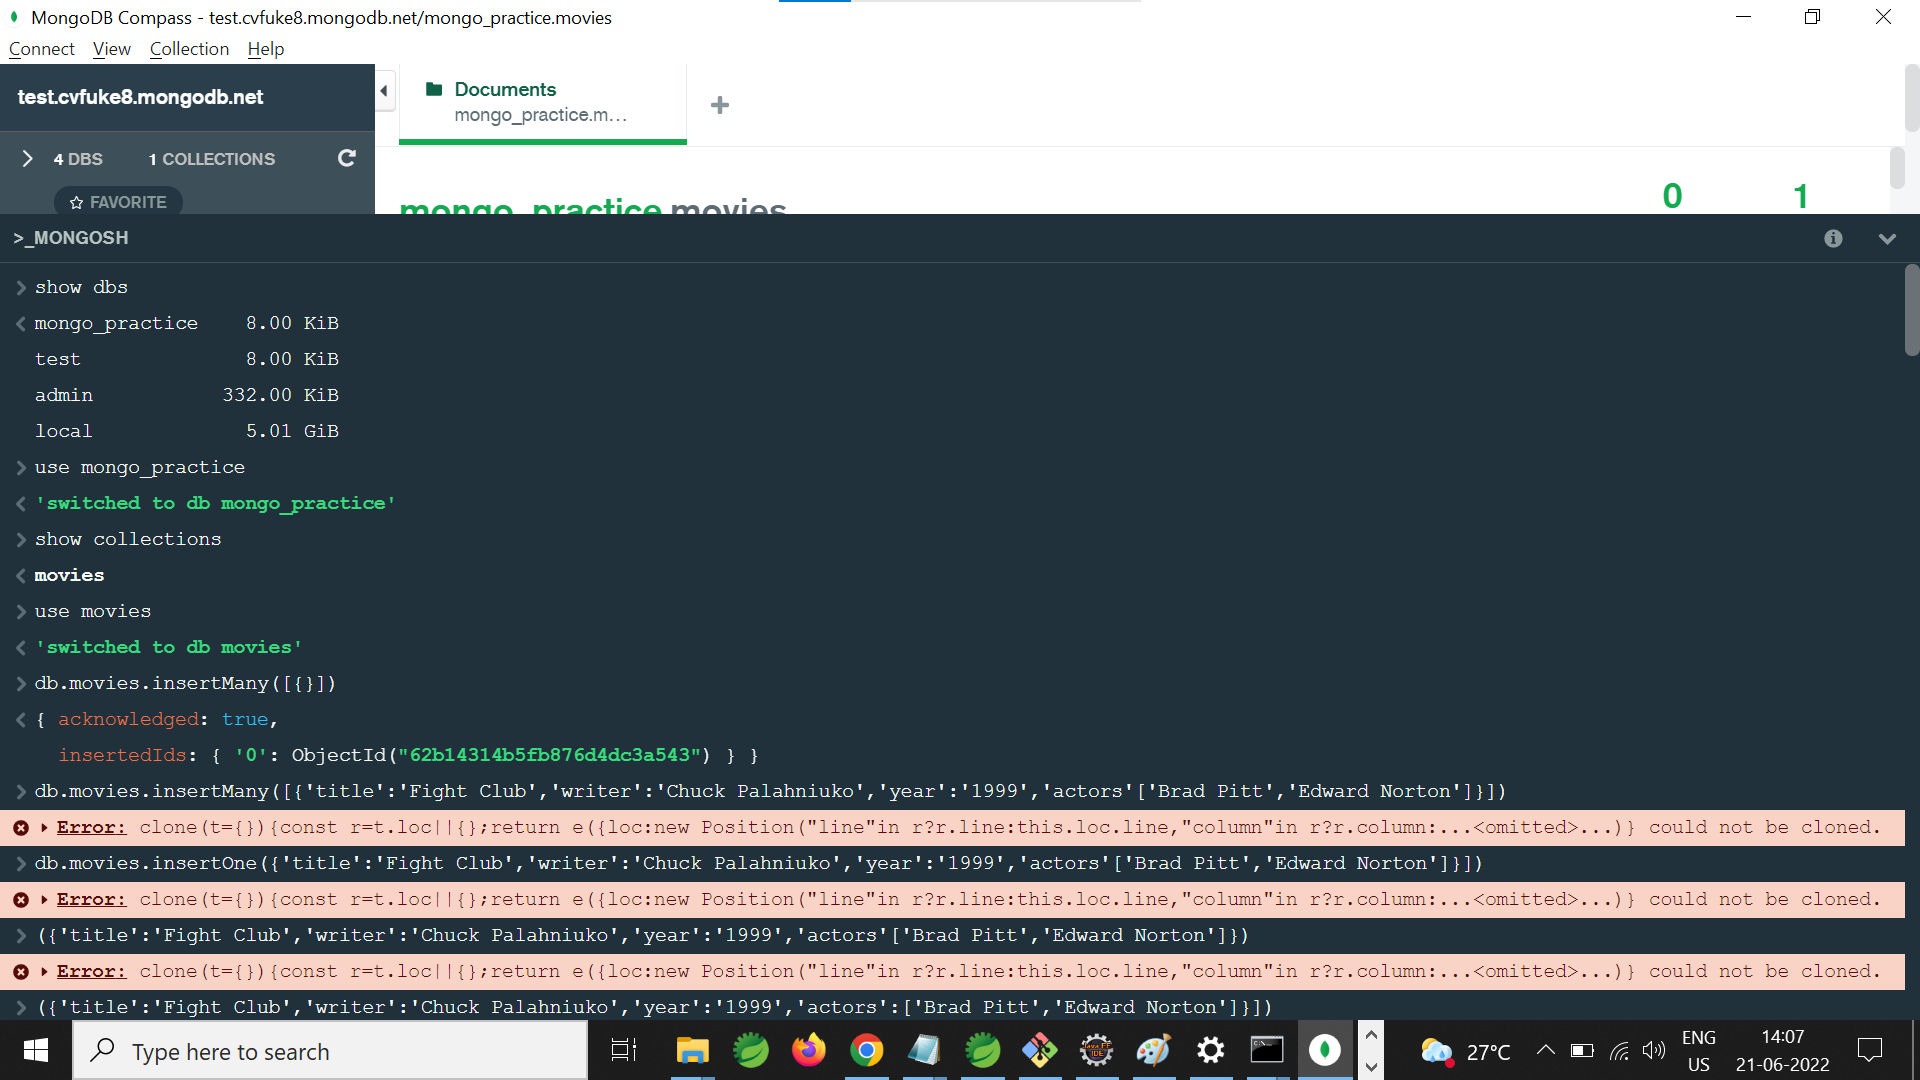 MongoDB Compass - test.cvfuke8.mongodb.net/mongo_practice.movies
Connect View Collection Help
test.cvfuke8.mongodb.net
Documents
mongo_practice.m...
4 DBS 1 COLLECTIONS
FAVORITE
mongo_practice.movies
0 1
>_MONGOSH
show dbs
mongo_practice 8.00 KiB
test 8.00 KiB
admin 332.00 KiB
local 5.01 GiB
use mongo_practice
'switched to db mongo_practice'
show collections
movies
use movies
'switched to db movies'
db.movies.insertMany([{}])
{ acknowledged: true,
insertedIds: { '0': ObjectId("62b14314b5fb876d4dc3a543") } }
db.movies.insertMany([{'title':'Fight Club','writer':'Chuck Palahniuko','year':'1999','actors'['Brad Pitt','Edward Norton']}])
Error: clone(t={}){const r=t.loc||{};return e({loc:new Position("line"in r?r.line:this.loc.line,"column"in r?r.column:...<omitted>...)} could not be cloned.
db.movies.insertOne({'title':'Fight Club','writer':'Chuck Palahniuko','year':'1999','actors'['Brad Pitt','Edward Norton']}])
Error: clone(t={}){const r=t.loc||{};return e({loc:new Position("line"in r?r.line:this.loc.line,"column"in r?r.column:...<omitted>...)} could not be cloned.
({'title':'Fight Club','writer':'Chuck Palahniuko','year':'1999','actors'['Brad Pitt','Edward Norton']})
Error: clone(t={}){const r=t.loc||{};return e({loc:new Position("line"in r?r.line:this.loc.line,"column"in r?r.column:...<omitted>...)} could not be cloned.
({'title':'Fight Club','writer':'Chuck Palahniuko','year':'1999','actors':['Brad Pitt','Edward Norton']}])
Type here to search
27°C
ENG
US
14:07
21-06-2022